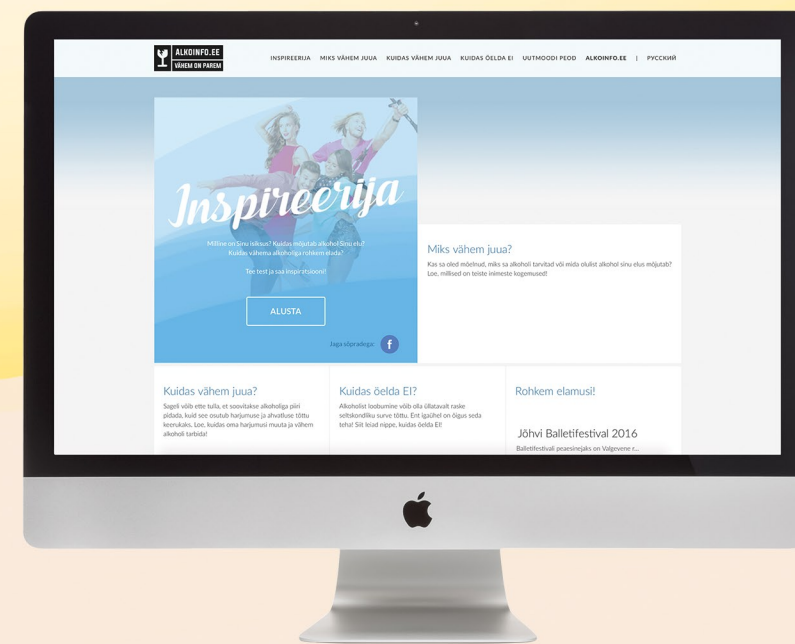 ALKOINFO.EE
VÄHEM ON PAREM
INSPIREERIJA MIKS VÄHEM JUUA KUIDAS VÄHEM JUUA KUIDAS ÖELDA EI UUTMOODI PEOD ALKOINFO.EE | РУССКИЙ
Inspireerija
Milline on Sinu isiksus? Kuidas mõjutab alkohol Sinu elu?
Kuidas vähema alkoholiga rohkem elada?
Tee test ja saa inspiratsiooni!
ALUSTA
Jaga sõpradega:
f
Miks vähem juua?
Kas sa oled mõelnud, miks sa alkoholi tarvitad või mida olulist alkohol sinu elus mõjutab?
Loe, millised on teiste inimeste kogemused!
Kuidas vähem juua?
Sageli võib ette tulla, et soovitakse alkoholiga piiri
pidada, kuid see osutub harjumuse ja ahvatluse tõttu
keerukaks. Loe, kuidas oma harjumusi muuta ja vähem
alkoholi tarbida!
Kuidas öelda EI?
Alkoholist loobumine võib olla üllatavalt raske
seltskondliku surve tõttu. Ent igaühel on õigus seda
teha! Siit leiad nippe, kuidas öelda EI!
Rohkem elamusi!
Jõhvi Balletifestival 2016
Balletifestivali peaesinejaks on Valgevene r...